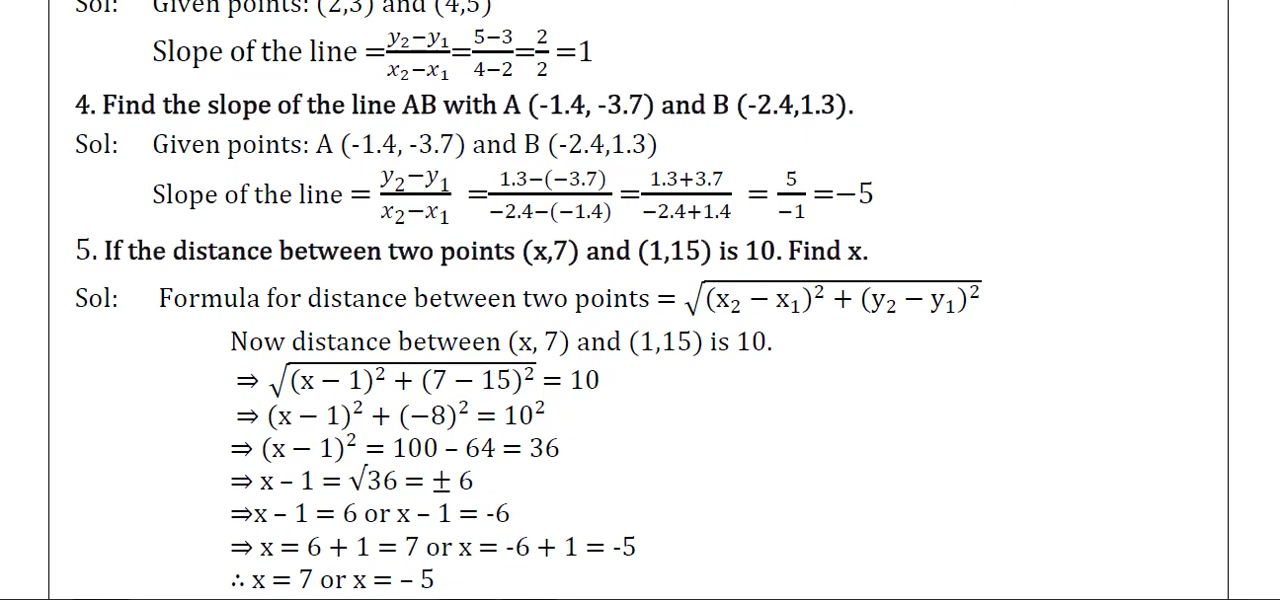 Sol: Given points: (2,3) and (4,5)
Slope of the line =\frac{y₂−y₁}{x₂−x₁}=\frac{5−3}{4−2}=\frac{2}{2}=1
4. Find the slope of the line AB with A (-1.4, -3.7) and B (-2.4,1.3).
Sol: Given points: A (-1.4, -3.7) and B (-2.4,1.3)
Slope of the line = \frac{y₂−y₁}{x₂−x₁} =\frac{1.3−(−3.7)}{−2.4−(−1.4)}=\frac{1.3+3.7}{−2.4+1.4} = \frac{5}{−1} =−5
5. If the distance between two points (x,7) and (1,15) is 10. Find x.
Sol: Formula for distance between two points = √((x₂ − x₁)² + (y₂ − y₁)²)
Now distance between (x, 7) and (1,15) is 10.
⇒ √((x − 1)² + (7 − 15)²) = 10
⇒ (x − 1)² + (−8)² = 10²
⇒ (x − 1)² = 100 – 64 = 36
⇒ x – 1 = √36 = ± 6
⇒x – 1 = 6 or x – 1 = -6
⇒ x = 6 + 1 = 7 or x = -6 + 1 = -5
∴ x = 7 or x = – 5